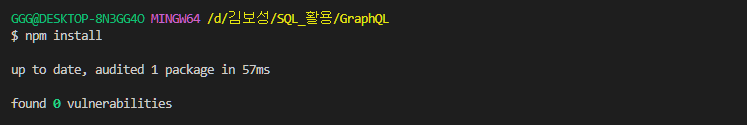 GGG@DESKTOP-8N3GG4O MINGW64 /d/김보성/SQL_활용/GraphQL
$ npm install
up to date, audited 1 package in 57ms
found 0 vulnerabilities